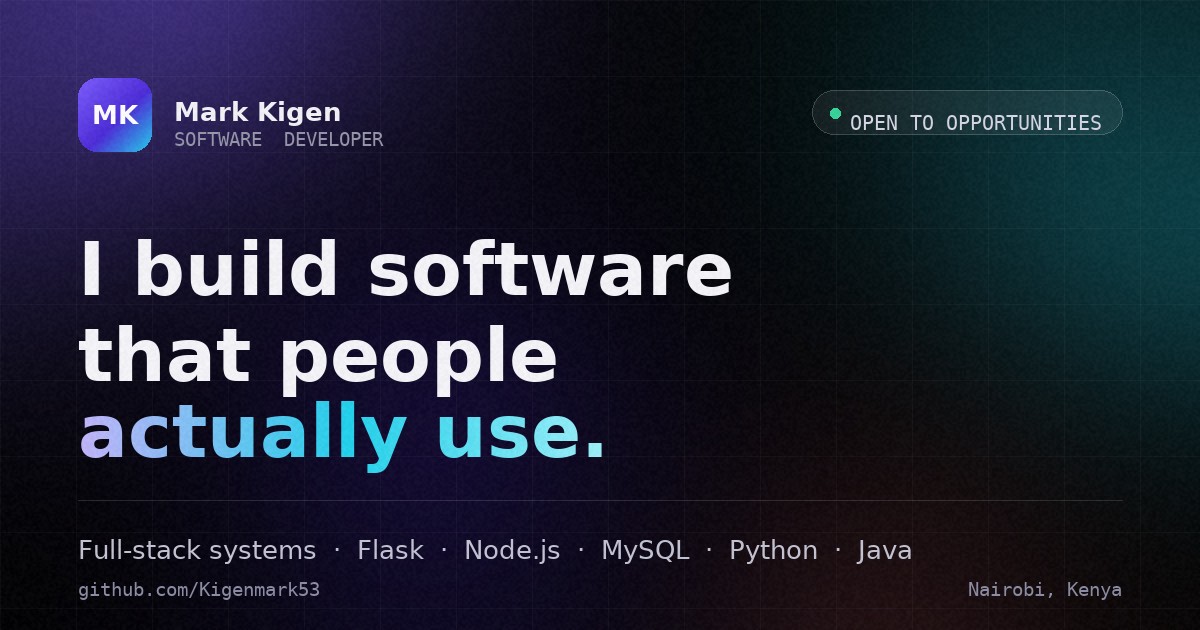 MK
Mark Kigen
SOFTWARE DEVELOPER
OPEN TO OPPORTUNITIES
I build software
that people
actually use.
Full-stack systems · Flask · Node.js · MySQL · Python · Java
github.com/Kigenmark53
Nairobi, Kenya